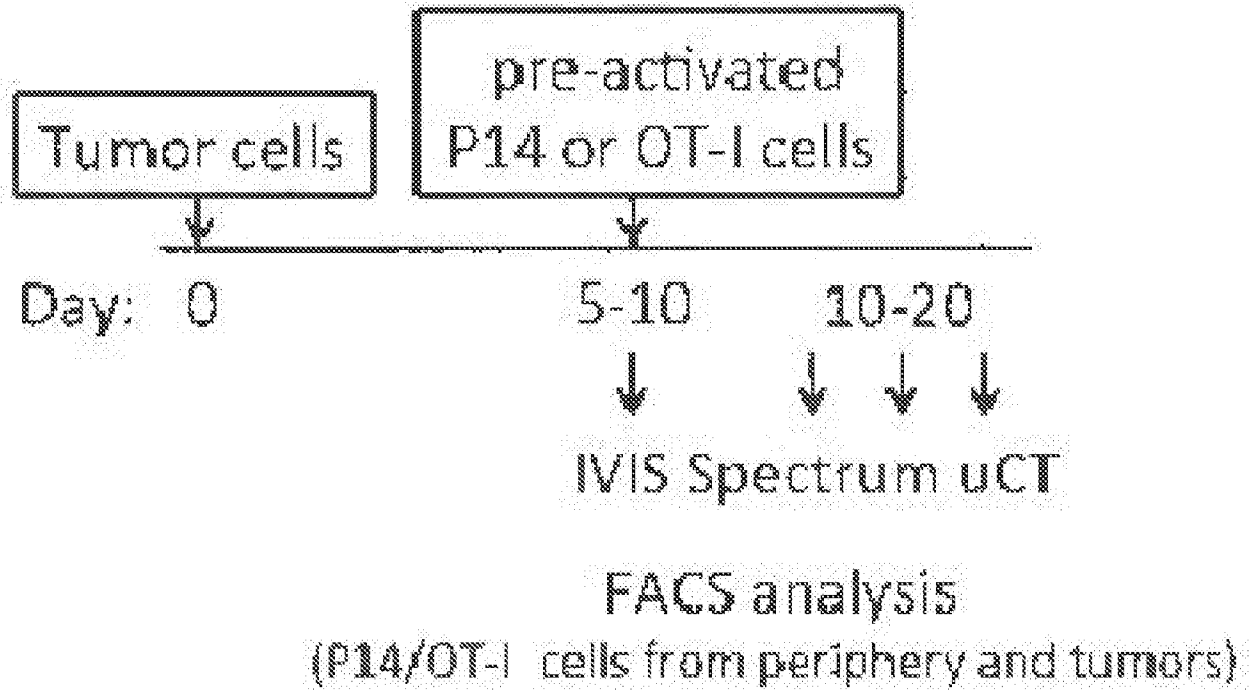 pre-activated
Tumor cells
P14 or OT-I cells
Day: 0 5-10 10-20
IVIS Spectrum uCT
FACS analysis
(P14/OT-I cells from periphery and tumors)